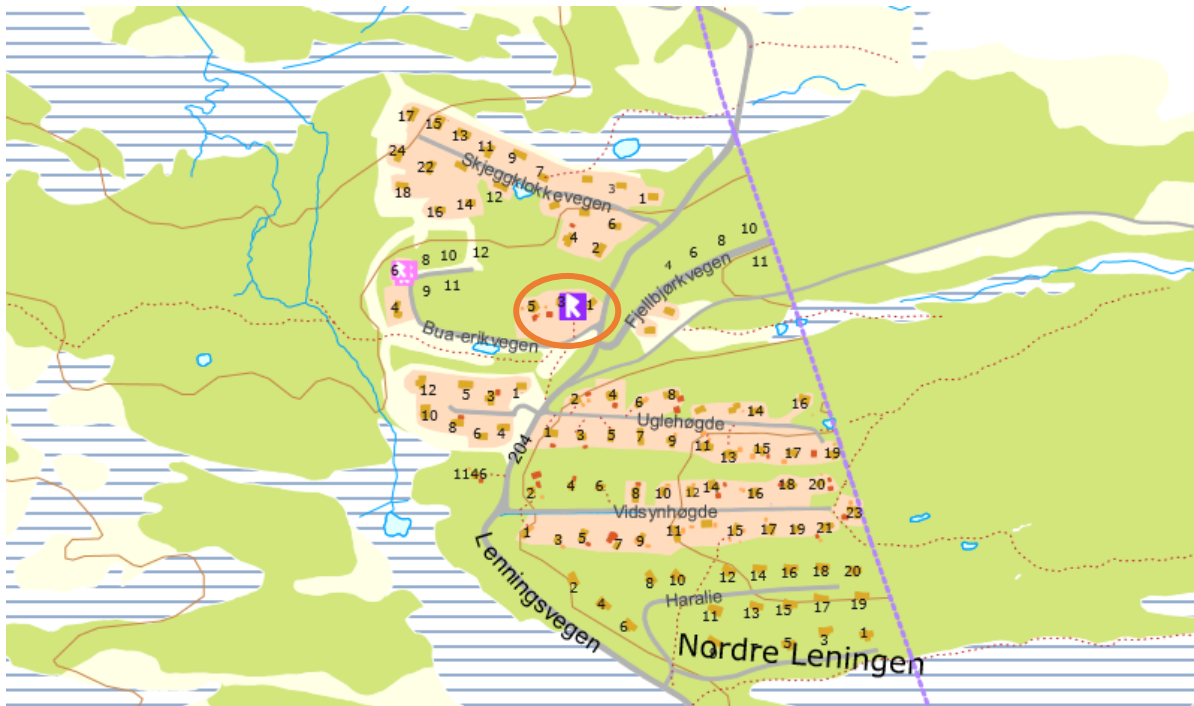 17 15 13 11 9 7 3 1
Skjeggklokkevegen
24 22 18 16 14 12
6 4 2
8 10 12
6
9 11
4
5 3 1
Bua-erikvegen
4 6 8 10
11
Fjellbjørkvegen
12 5 3 1
10 8 6 4
2 4 6 8 14 16
Uglehøgde
1 3 5 7 9 11 13 15 17 19
204
1146
2 4 6 8 10 12 14 16 18 20
Vidsynhøgde
23
1 3 5 7 9 11 15 17 19 21
Lenningsvegen
2 4 6
8 10 12 14 16 18 20
Haralie
11 13 15 17 19
5 3 1
Nordre Leningen